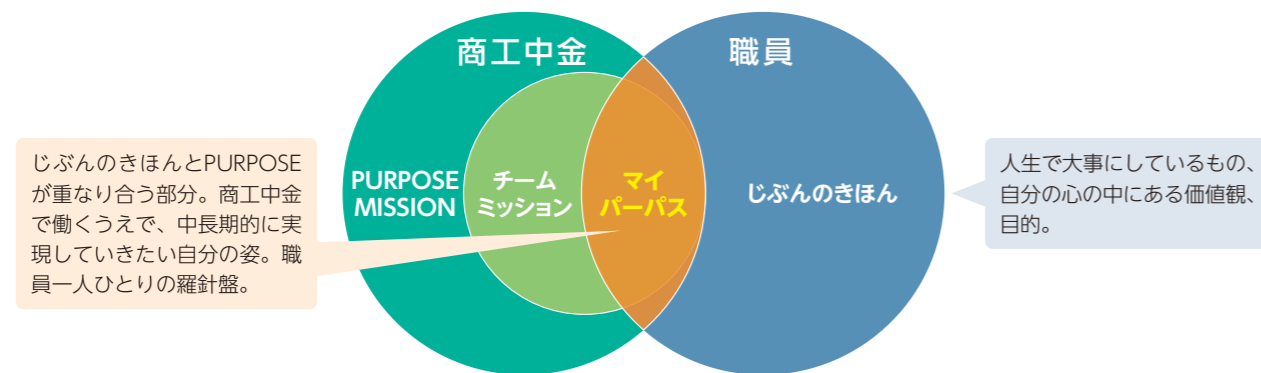 商工中金
職員
じぶんのきほんとPURPOSE
が重なり合う部分。商工中金
で働くうえで、中長期的に実
現していきたい自分の姿。職
員一人ひとりの羅針盤。
PURPOSE
MISSION
チーム
ミッション
マイ
パーパス
じぶんのきほん
人生で大事にしているもの、
自分の心の中にある価値観、
目的。